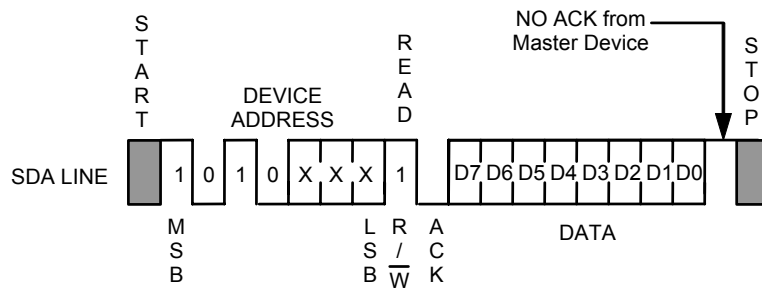 START
READ
NO ACK from
Master Device
STOP
DEVICE
ADDRESS
SDA LINE
1 0 1 0 X X X 1 D7 D6 D5 D4 D3 D2 D1 D0
MSB
LSB
R/W
ACK
DATA